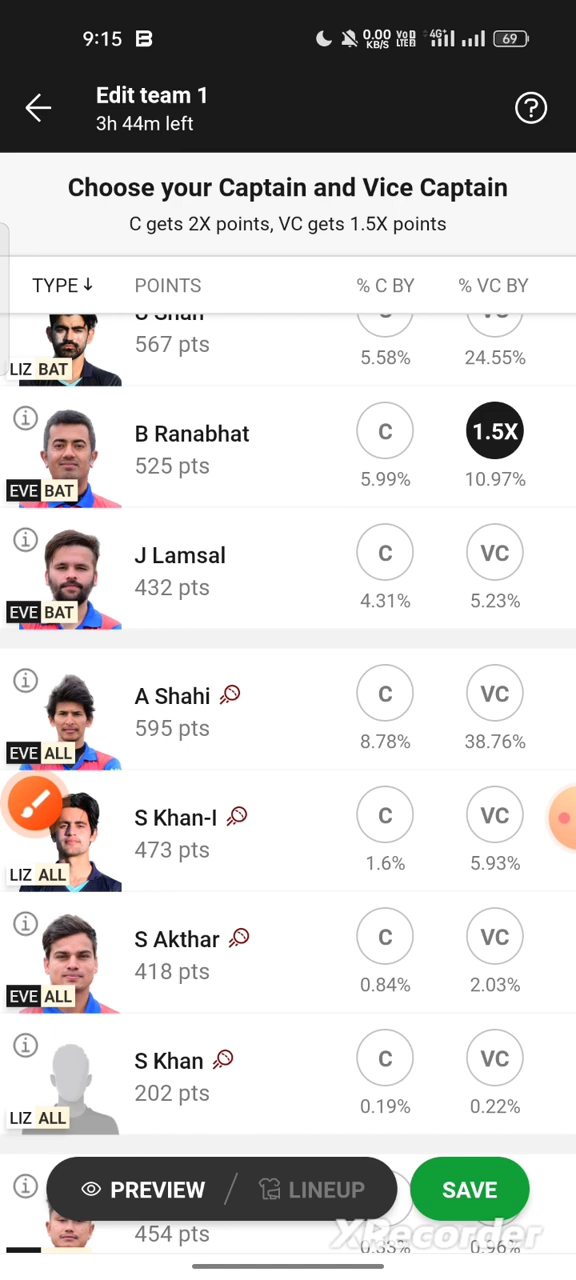 9:15 B 0.00 KB/S VoD LTE2 4G 69
Edit team 1
3h 44m left
?
Choose your Captain and Vice Captain
C gets 2X points, VC gets 1.5X points
TYPE↓ POINTS % C BY % VC BY
567 pts
LIZ BAT 5.58% 24.55%
B Ranabhat C 1.5X
525 pts
EVE BAT 5.99% 10.97%
J Lamsal C VC
432 pts
EVE BAT 4.31% 5.23%
A Shahi C VC
595 pts
EVE ALL 8.78% 38.76%
S Khan-I C VC
473 pts
LIZ ALL 1.6% 5.93%
S Akthar C VC
418 pts
EVE ALL 0.84% 2.03%
S Khan C VC
202 pts
LIZ ALL 0.19% 0.22%
PREVIEW / LINEUP SAVE
454 pts 0.96%
XRecorder